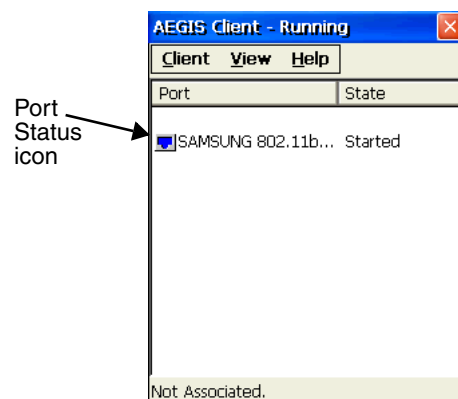 AEGIS Client - Running
Client View Help
Port State
Port
Status
icon
SAMSUNG 802.11b... Started
Not Associated.